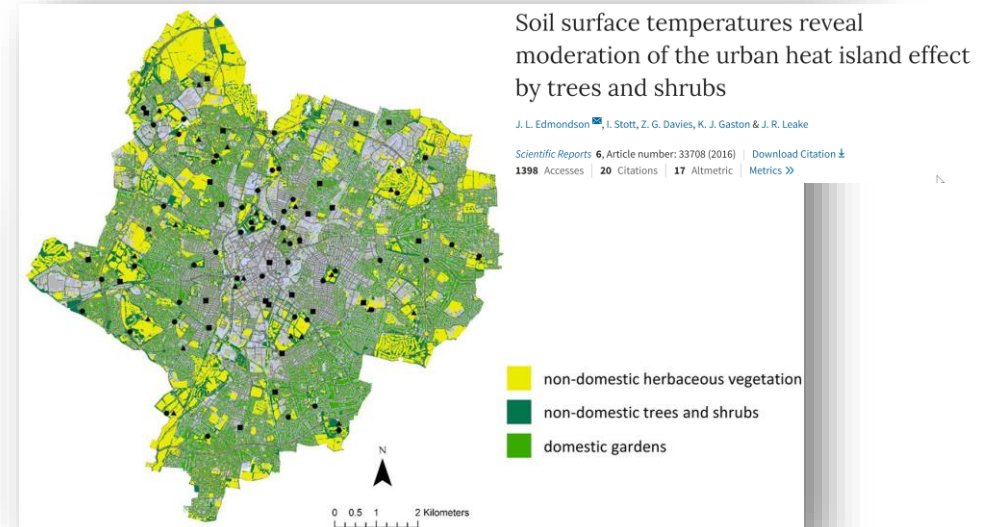 Soil surface temperatures reveal
moderation of the urban heat island effect
by trees and shrubs
J. L. Edmondson, I. Stott, Z. G. Davies, K. J. Gaston & J. R. Leake
Scientific Reports 6, Article number: 33708 (2016) | Download Citation
1398 Accesses | 20 Citations | 17 Altmetric | Metrics
non-domestic herbaceous vegetation
non-domestic trees and shrubs
domestic gardens
N
0 0.5 1 2 Kilometers